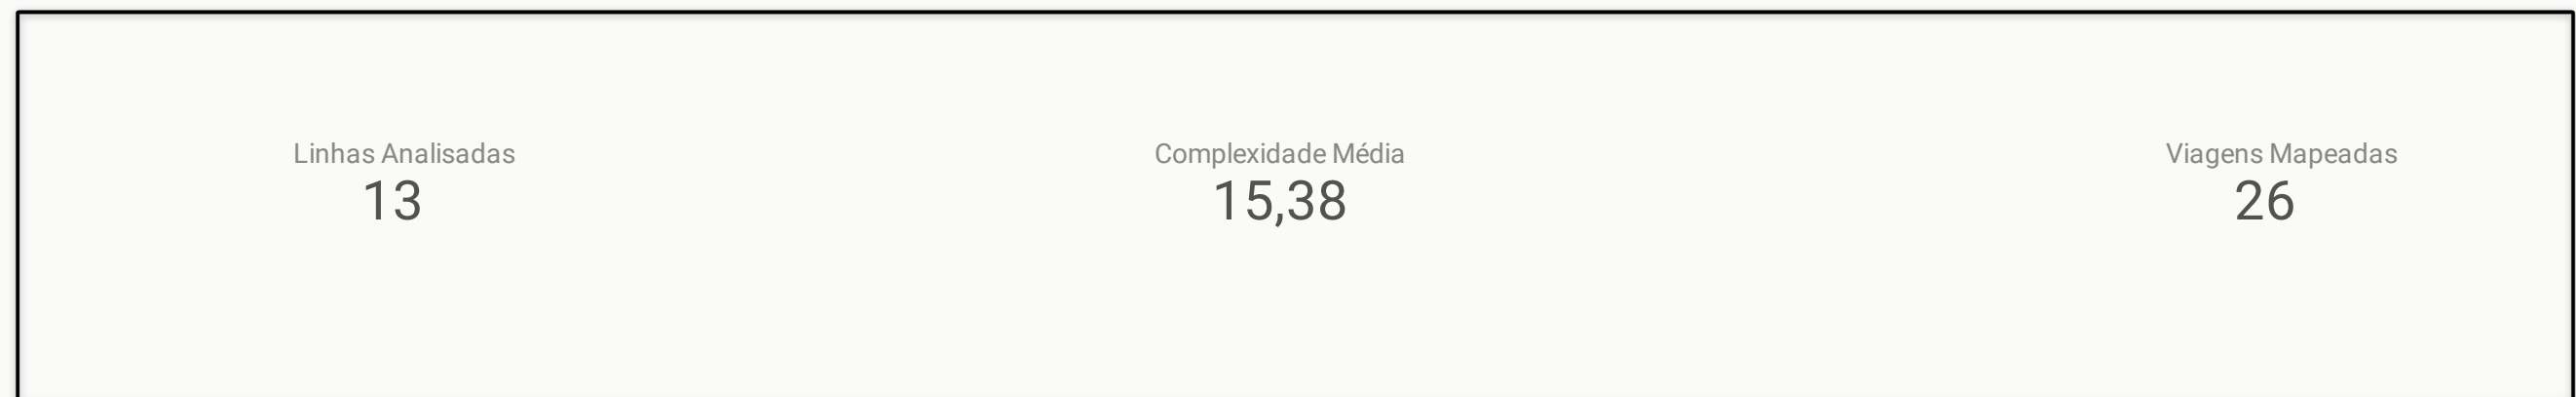 Linhas Analisadas
13
Complexidade Média
15,38
Viagens Mapeadas
26